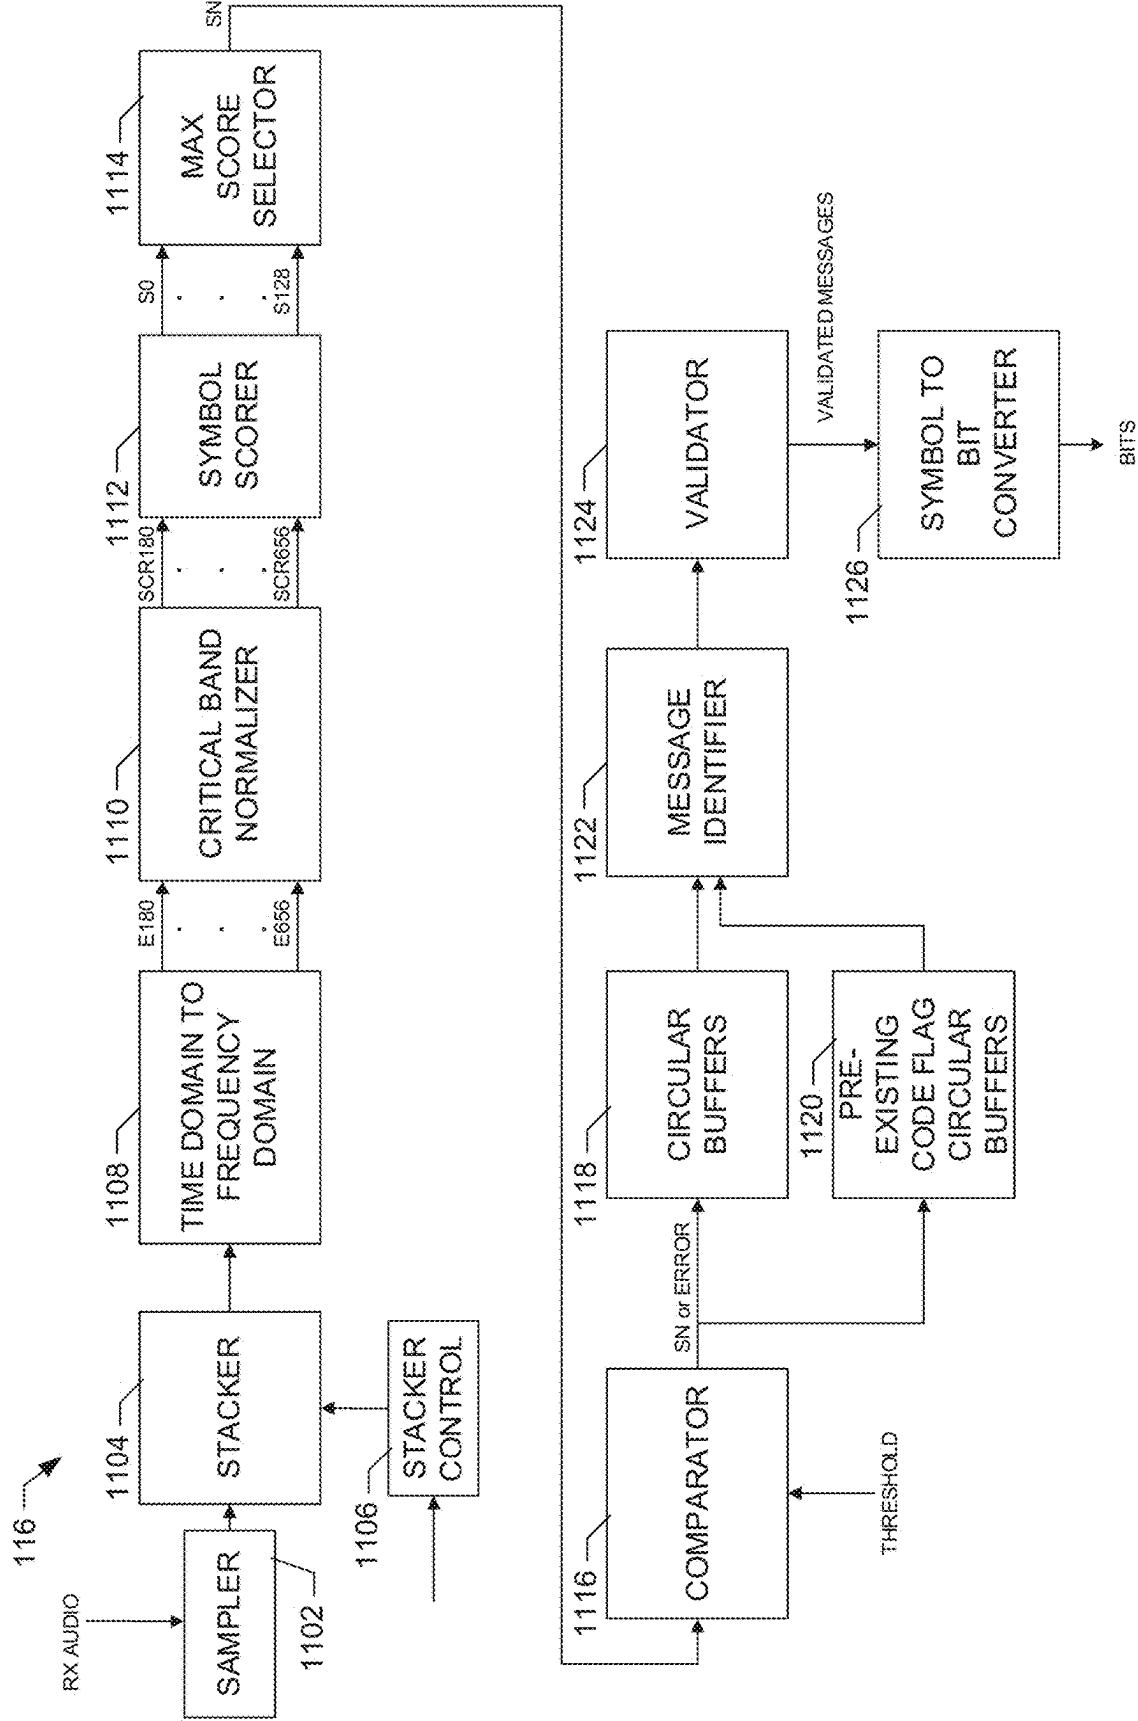 116
RX AUDIO
SAMPLER
1102
1104
STACKER
1106
STACKER
CONTROL
1108
TIME DOMAIN TO
FREQUENCY
DOMAIN
E180
E656
1110
CRITICAL BAND
NORMALIZER
SCR180
SCR656
1112
SYMBOL
SCORER
S0
S128
1114
MAX
SCORE
SELECTOR
SN
1116
COMPARATOR
THRESHOLD
SN or ERROR
1118
CIRCULAR
BUFFERS
1120
PRE-
EXISTING
CODE FLAG
CIRCULAR
BUFFERS
1122
MESSAGE
IDENTIFIER
1124
VALIDATOR
VALIDATED MESSAGES
1126
SYMBOL TO
BIT
CONVERTER
BITS